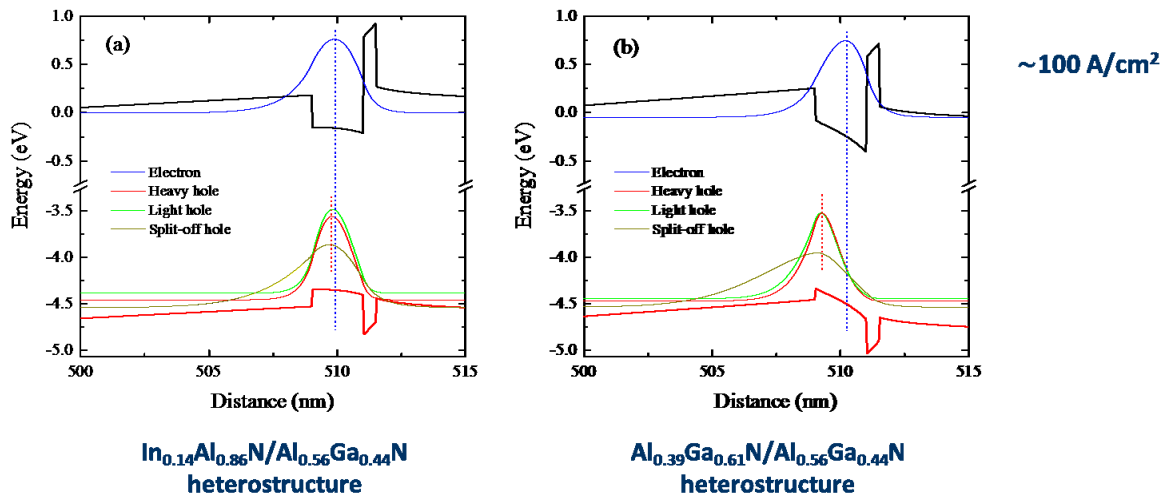 (a)
1.0
0.5
0.0
-0.5
-3.5
-4.0
-4.5
-5.0
Energy (eV)
Electron
Heavy hole
Light hole
Split-off hole
500
505
510
515
Distance (nm)
In₀.₁₄Al₀.₈₆N/Al₀.₅₆Ga₀.₄₄N
heterostructure
(b)
1.0
0.5
0.0
-0.5
-3.5
-4.0
-4.5
-5.0
Energy (eV)
Electron
Heavy hole
Light hole
Split-off hole
500
505
510
515
Distance (nm)
Al₀.₃₉Ga₀.₆₁N/Al₀.₅₆Ga₀.₄₄N
heterostructure
~100 A/cm²